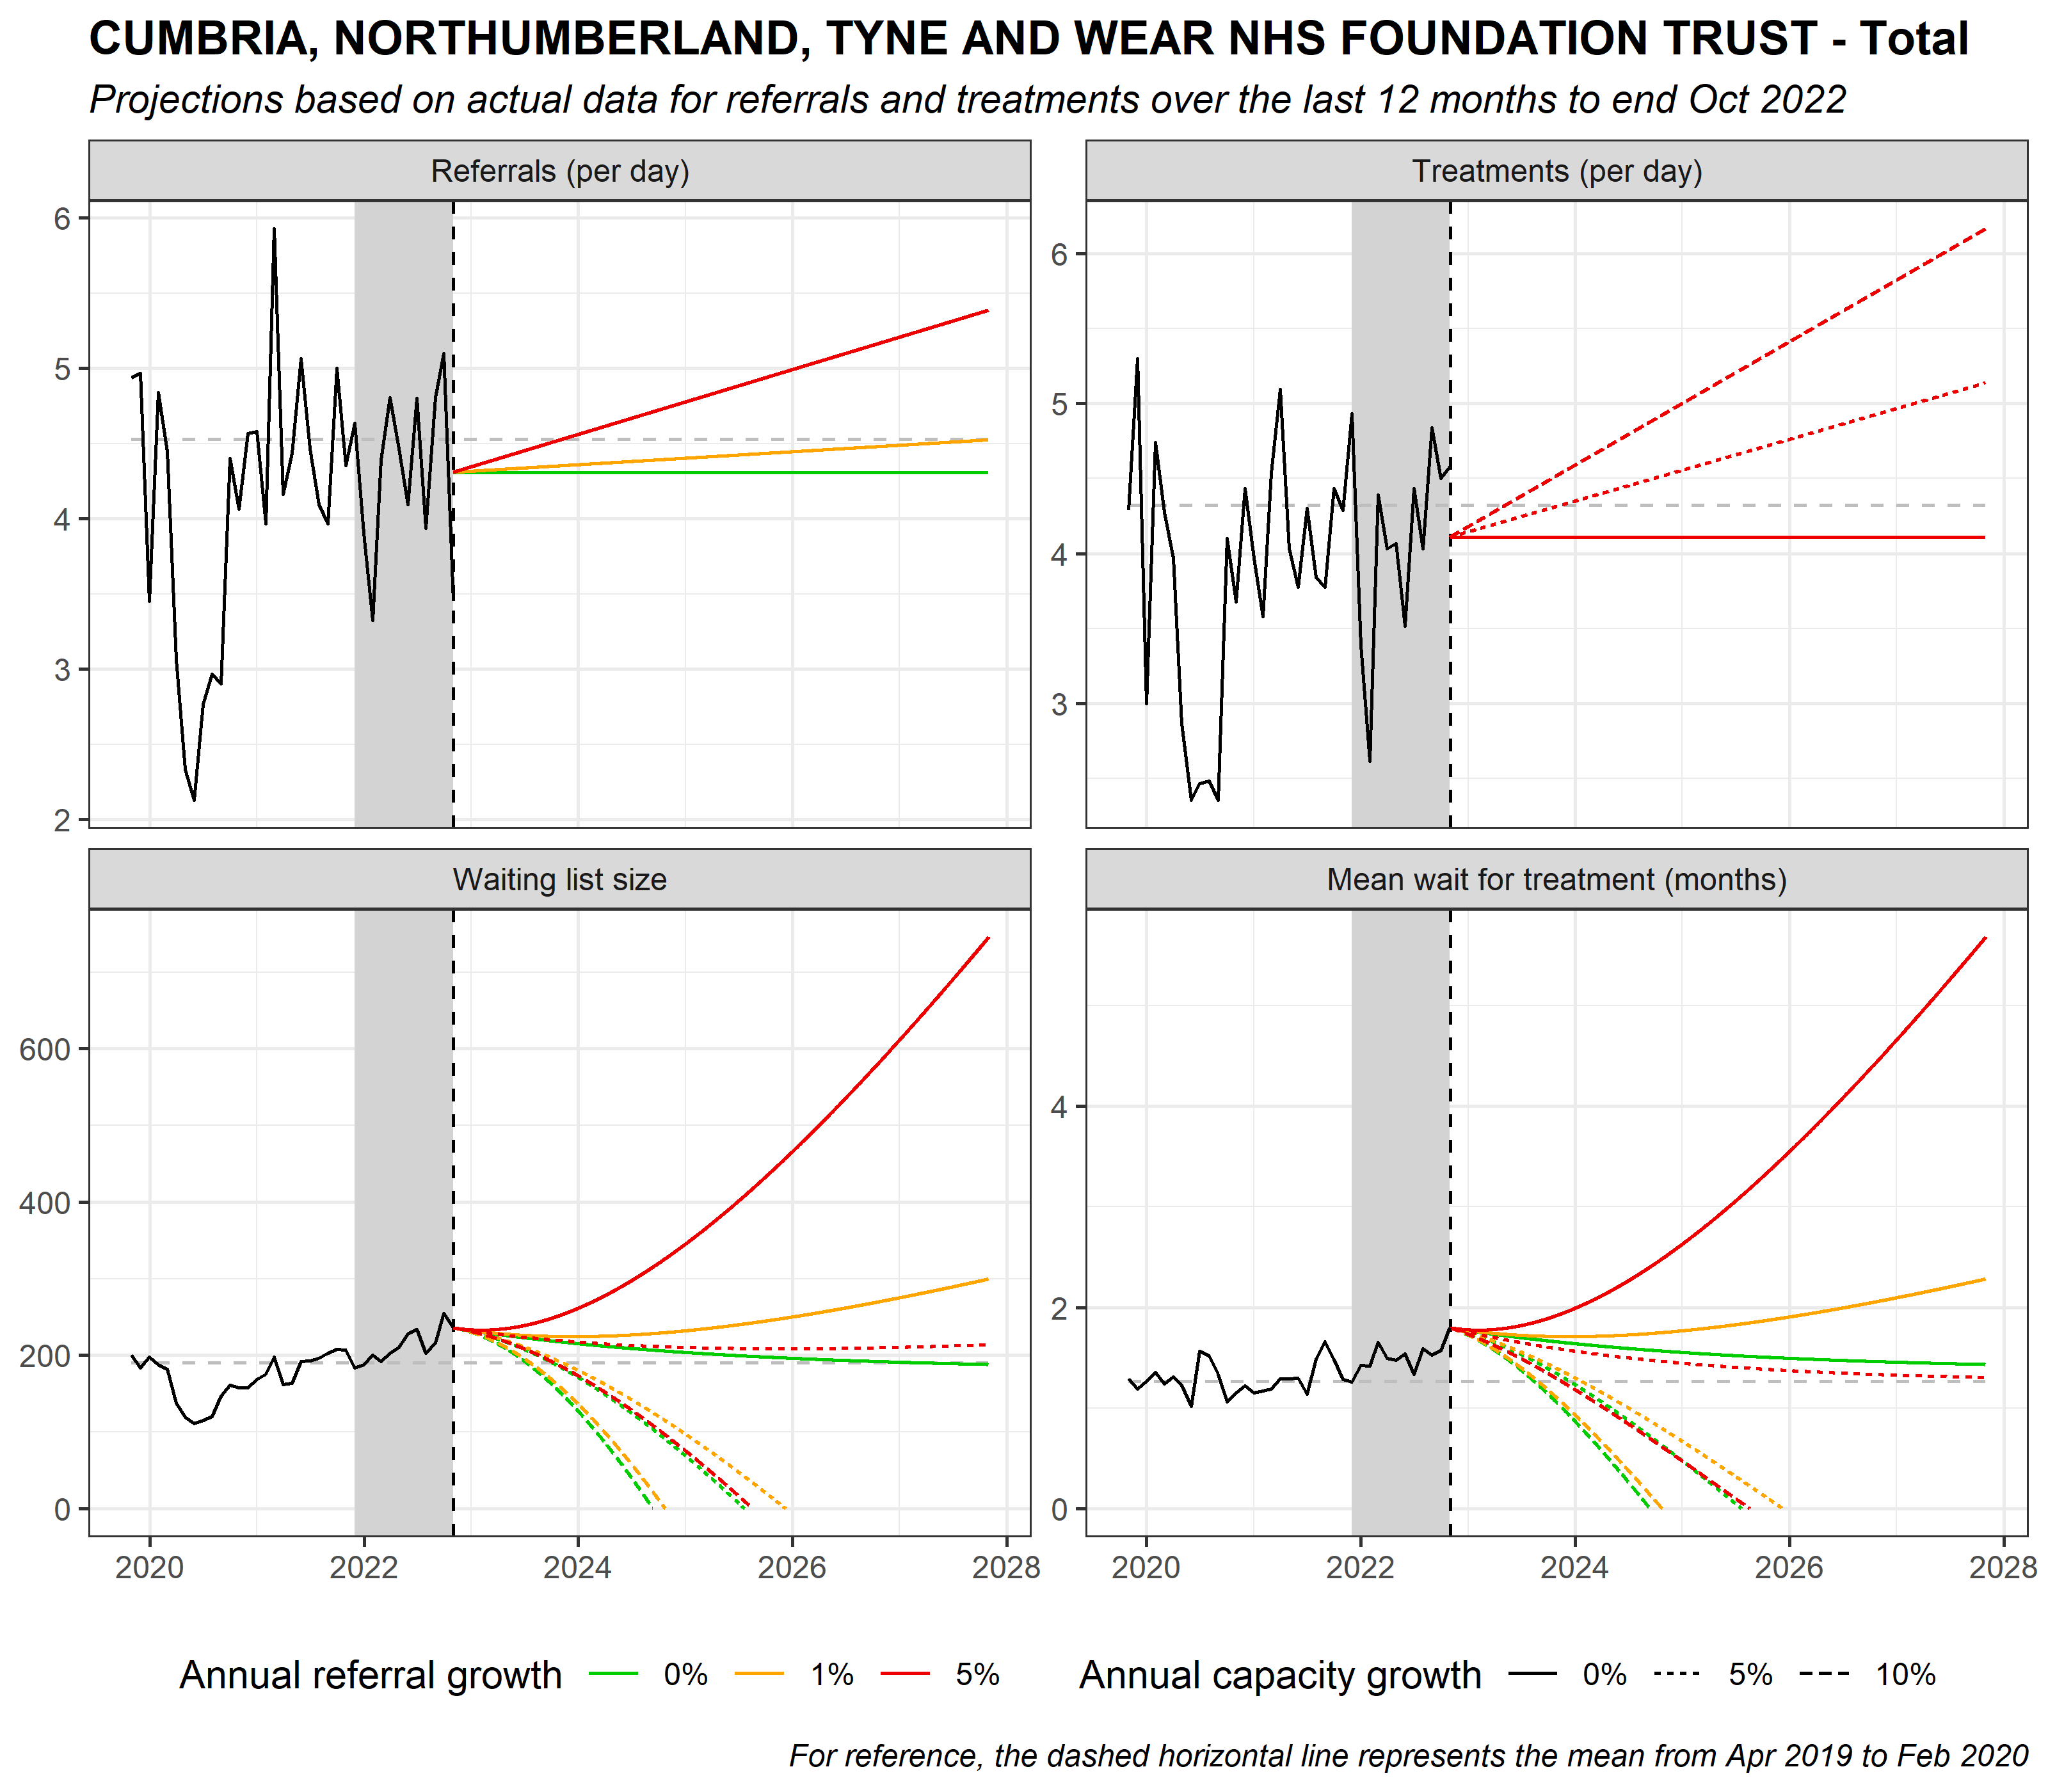 CUMBRIA, NORTHUMBERLAND, TYNE AND WEAR NHS FOUNDATION TRUST - Total
Projections based on actual data for referrals and treatments over the last 12 months to end Oct 2022
Referrals (per day)
Treatments (per day)
6
5
4
3
2
6
5
4
3
Waiting list size
Mean wait for treatment (months)
600
400
200
0
4
2
0
2020 2022 2024 2026 2028
2020 2022 2024 2026 2028
Annual referral growth 0% 1% 5%
Annual capacity growth 0% 5% 10%
For reference, the dashed horizontal line represents the mean from Apr 2019 to Feb 2020